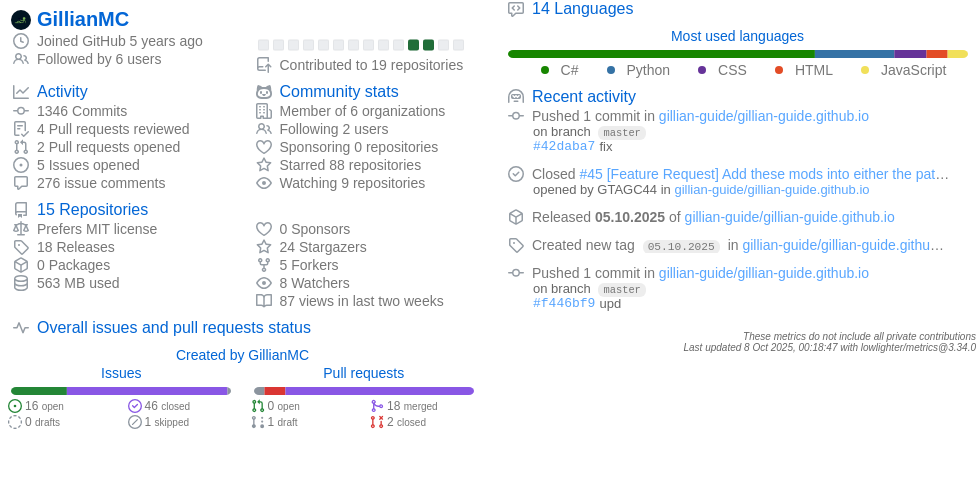 GillianMC
Joined GitHub 5 years ago
Followed by 6 users
Contributed to 19 repositories
Activity
1346 Commits
4 Pull requests reviewed
2 Pull requests opened
5 Issues opened
276 issue comments
Community stats
Member of 6 organizations
Following 2 users
Sponsoring 0 repositories
Starred 88 repositories
Watching 9 repositories
15 Repositories
Prefers MIT license
18 Releases
0 Packages
563 MB used
0 Sponsors
24 Stargazers
5 Forkers
8 Watchers
87 views in last two weeks
Overall issues and pull requests status
Created by GillianMC
Issues
16 open
46 closed
0 drafts
1 skipped
Pull requests
0 open
18 merged
1 draft
2 closed
14 Languages
Most used languages
C# Python CSS HTML JavaScript
Recent activity
Pushed 1 commit in gillian-guide/gillian-guide.github.io
on branch master
#42daba7 fix
Closed #45 [Feature Request] Add these mods into either the pat…
opened by GTAGC44 in gillian-guide/gillian-guide.github.io
Released 05.10.2025 of gillian-guide/gillian-guide.github.io
Created new tag 05.10.2025 in gillian-guide/gillian-guide.githu…
Pushed 1 commit in gillian-guide/gillian-guide.github.io
on branch master
#f446bf9 upd
These metrics do not include all private contributions
Last updated 8 Oct 2025, 00:18:47 with lowlighter/metrics@3.34.0